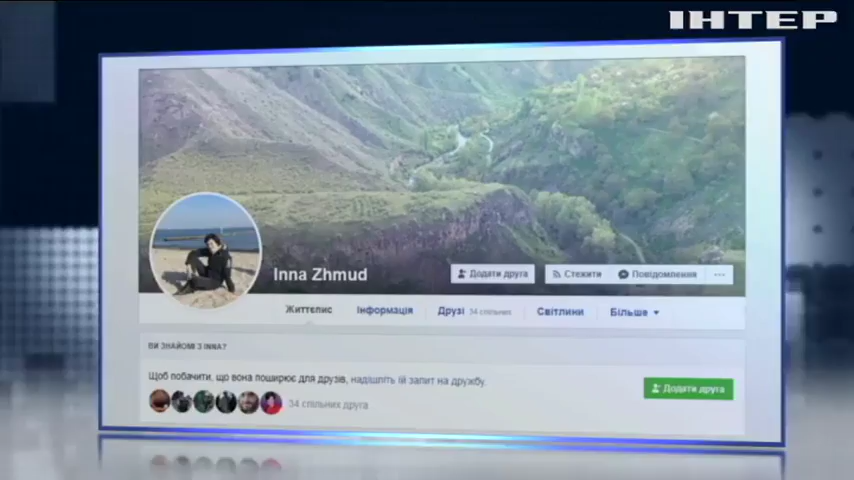 ІНТЕР
Inna Zhmud
Додати друга
Стежити
Повідомлення
Життєпис Інформація Друзі 34 спільних Світлини Більше
ВИ ЗНАЙОМІ З INNA?
Щоб побачити, що вона поширює для друзів, надішліть їй запит на дружбу.
Додати друга
34 спільних друга